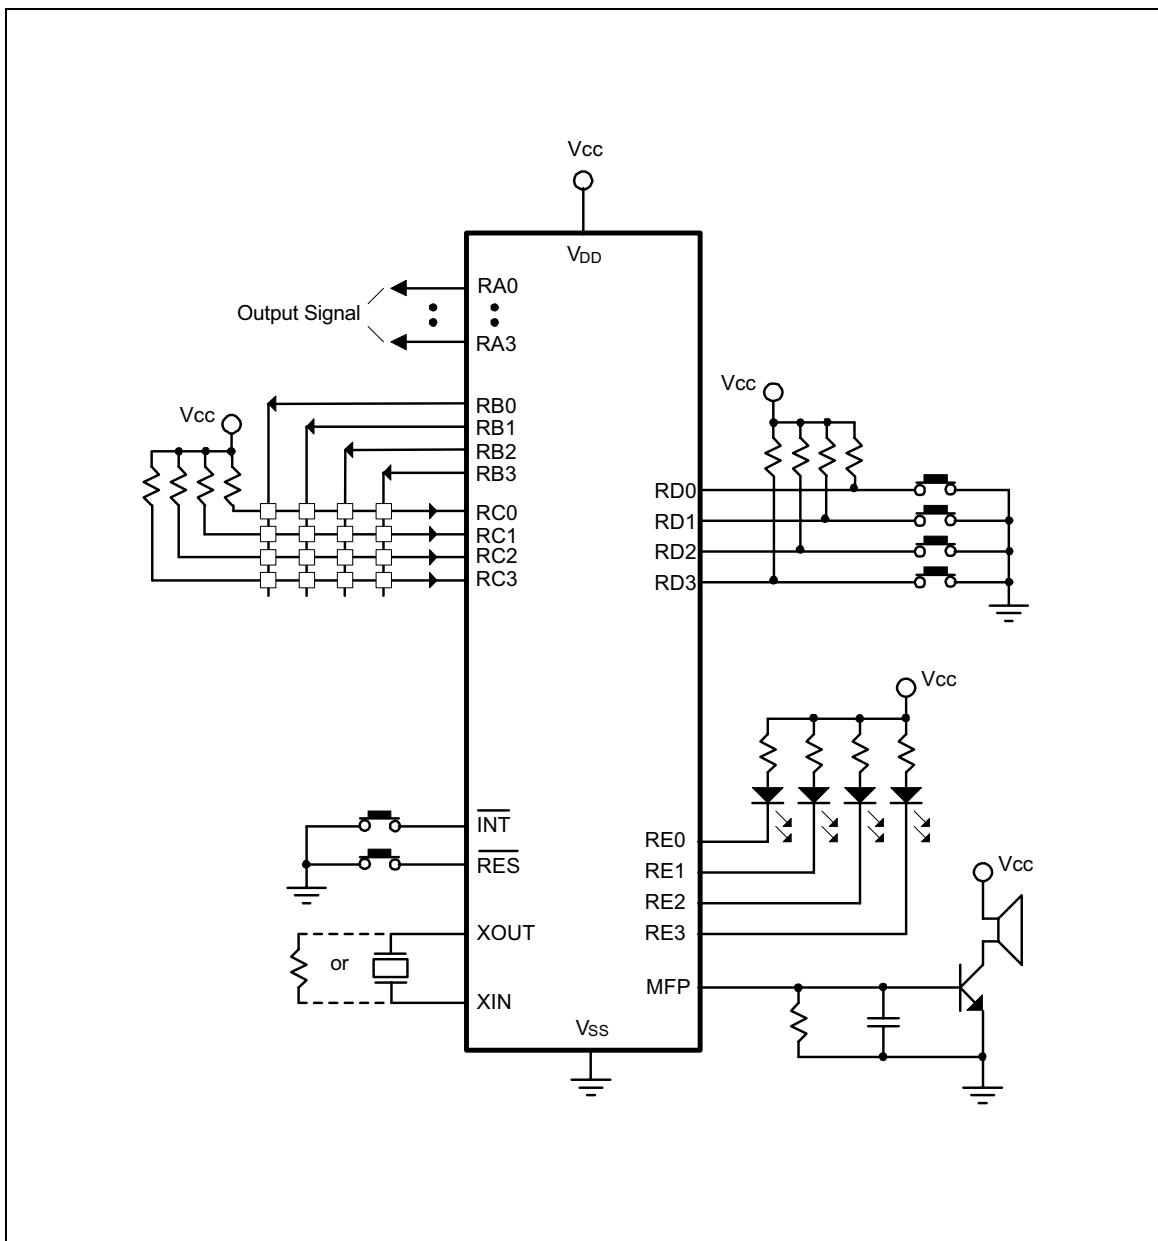 Vcc
VDD
RA0
Output Signal
RA3
Vcc
RB0
RB1
RB2
RB3
RC0
RC1
RC2
RC3
Vcc
RD0
RD1
RD2
RD3
Vcc
INT
RES
RE0
RE1
RE2
RE3
Vcc
XOUT
or
XIN
MFP
VSS